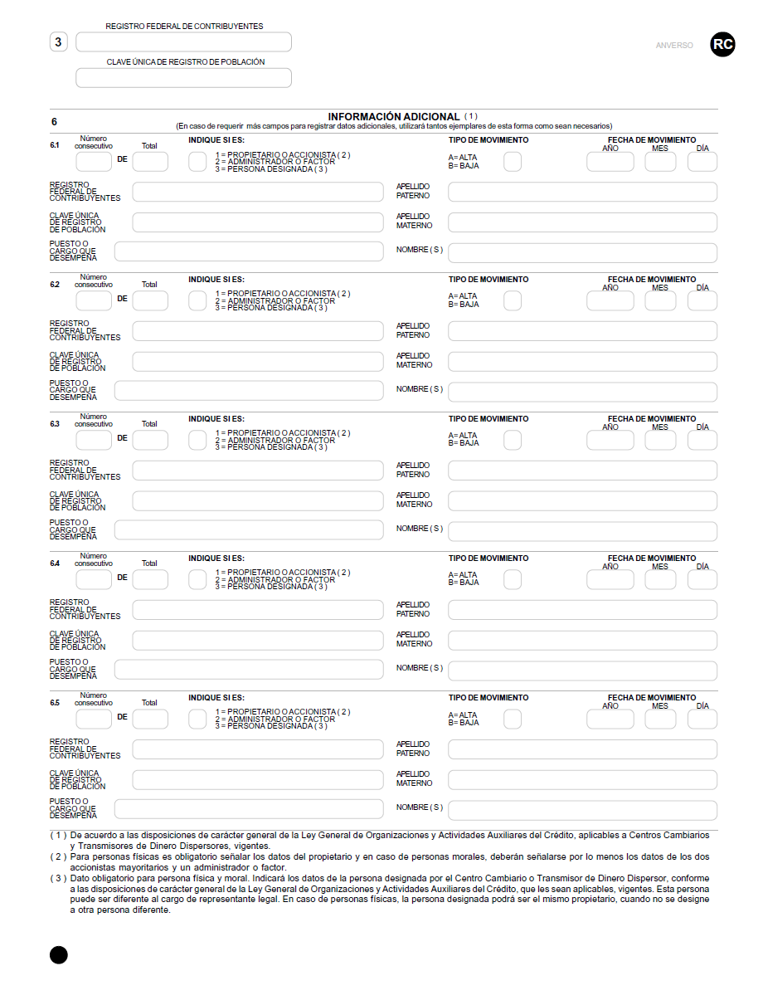 REGISTRO FEDERAL DE CONTRIBUYENTES
3
ANVERSO RC
CLAVE ÚNICA DE REGISTRO DE POBLACIÓN
6 INFORMACIÓN ADICIONAL ( 1 )
(En caso de requerir más campos para registrar datos adicionales, utilizará tantos ejemplares de esta forma como sean necesarios)
6.1 Número consecutivo DE Total INDIQUE SI ES: TIPO DE MOVIMIENTO FECHA DE MOVIMIENTO
AÑO MES DÍA
1 = PROPIETARIO O ACCIONISTA ( 2 )
2 = ADMINISTRADOR O FACTOR
3 = PERSONA DESIGNADA ( 3 )
A= ALTA
B= BAJA
REGISTRO
FEDERAL DE
CONTRIBUYENTES
APELLIDO
PATERNO
CLAVE ÚNICA
DE REGISTRO
DE POBLACIÓN
APELLIDO
MATERNO
PUESTO O
CARGO QUE
DESEMPEÑA
NOMBRE ( S )
6.2 Número consecutivo DE Total INDIQUE SI ES: TIPO DE MOVIMIENTO FECHA DE MOVIMIENTO
AÑO MES DÍA
1 = PROPIETARIO O ACCIONISTA ( 2 )
2 = ADMINISTRADOR O FACTOR
3 = PERSONA DESIGNADA ( 3 )
A= ALTA
B= BAJA
REGISTRO
FEDERAL DE
CONTRIBUYENTES
APELLIDO
PATERNO
CLAVE ÚNICA
DE REGISTRO
DE POBLACIÓN
APELLIDO
MATERNO
PUESTO O
CARGO QUE
DESEMPEÑA
NOMBRE ( S )
6.3 Número consecutivo DE Total INDIQUE SI ES: TIPO DE MOVIMIENTO FECHA DE MOVIMIENTO
AÑO MES DÍA
1 = PROPIETARIO O ACCIONISTA ( 2 )
2 = ADMINISTRADOR O FACTOR
3 = PERSONA DESIGNADA ( 3 )
A= ALTA
B= BAJA
REGISTRO
FEDERAL DE
CONTRIBUYENTES
APELLIDO
PATERNO
CLAVE ÚNICA
DE REGISTRO
DE POBLACIÓN
APELLIDO
MATERNO
PUESTO O
CARGO QUE
DESEMPEÑA
NOMBRE ( S )
6.4 Número consecutivo DE Total INDIQUE SI ES: TIPO DE MOVIMIENTO FECHA DE MOVIMIENTO
AÑO MES DÍA
1 = PROPIETARIO O ACCIONISTA ( 2 )
2 = ADMINISTRADOR O FACTOR
3 = PERSONA DESIGNADA ( 3 )
A= ALTA
B= BAJA
REGISTRO
FEDERAL DE
CONTRIBUYENTES
APELLIDO
PATERNO
CLAVE ÚNICA
DE REGISTRO
DE POBLACIÓN
APELLIDO
MATERNO
PUESTO O
CARGO QUE
DESEMPEÑA
NOMBRE ( S )
6.5 Número consecutivo DE Total INDIQUE SI ES: TIPO DE MOVIMIENTO FECHA DE MOVIMIENTO
AÑO MES DÍA
1 = PROPIETARIO O ACCIONISTA ( 2 )
2 = ADMINISTRADOR O FACTOR
3 = PERSONA DESIGNADA ( 3 )
A= ALTA
B= BAJA
REGISTRO
FEDERAL DE
CONTRIBUYENTES
APELLIDO
PATERNO
CLAVE ÚNICA
DE REGISTRO
DE POBLACIÓN
APELLIDO
MATERNO
PUESTO O
CARGO QUE
DESEMPEÑA
NOMBRE ( S )
( 1 ) De acuerdo a las disposiciones de carácter general de la Ley General de Organizaciones y Actividades Auxiliares del Crédito, aplicables a Centros Cambiarios
y Transmisores de Dinero Dispersores, vigentes.
( 2 ) Para personas físicas es obligatorio señalar los datos del propietario y en caso de personas morales, deberán señalarse por lo menos los datos de los dos
accionistas mayoritarios y un administrador o factor.
( 3 ) Dato obligatorio para persona física y moral. Indicará los datos de la persona designada por el Centro Cambiario o Transmisor de Dinero Dispersor, conforme
a las disposiciones de carácter general de la Ley General de Organizaciones y Actividades Auxiliares del Crédito, que les sean aplicables, vigentes. Esta persona
puede ser diferente al cargo de representante legal. En caso de personas físicas, la persona designada podrá ser el mismo propietario, cuando no se designe
a otra persona diferente.